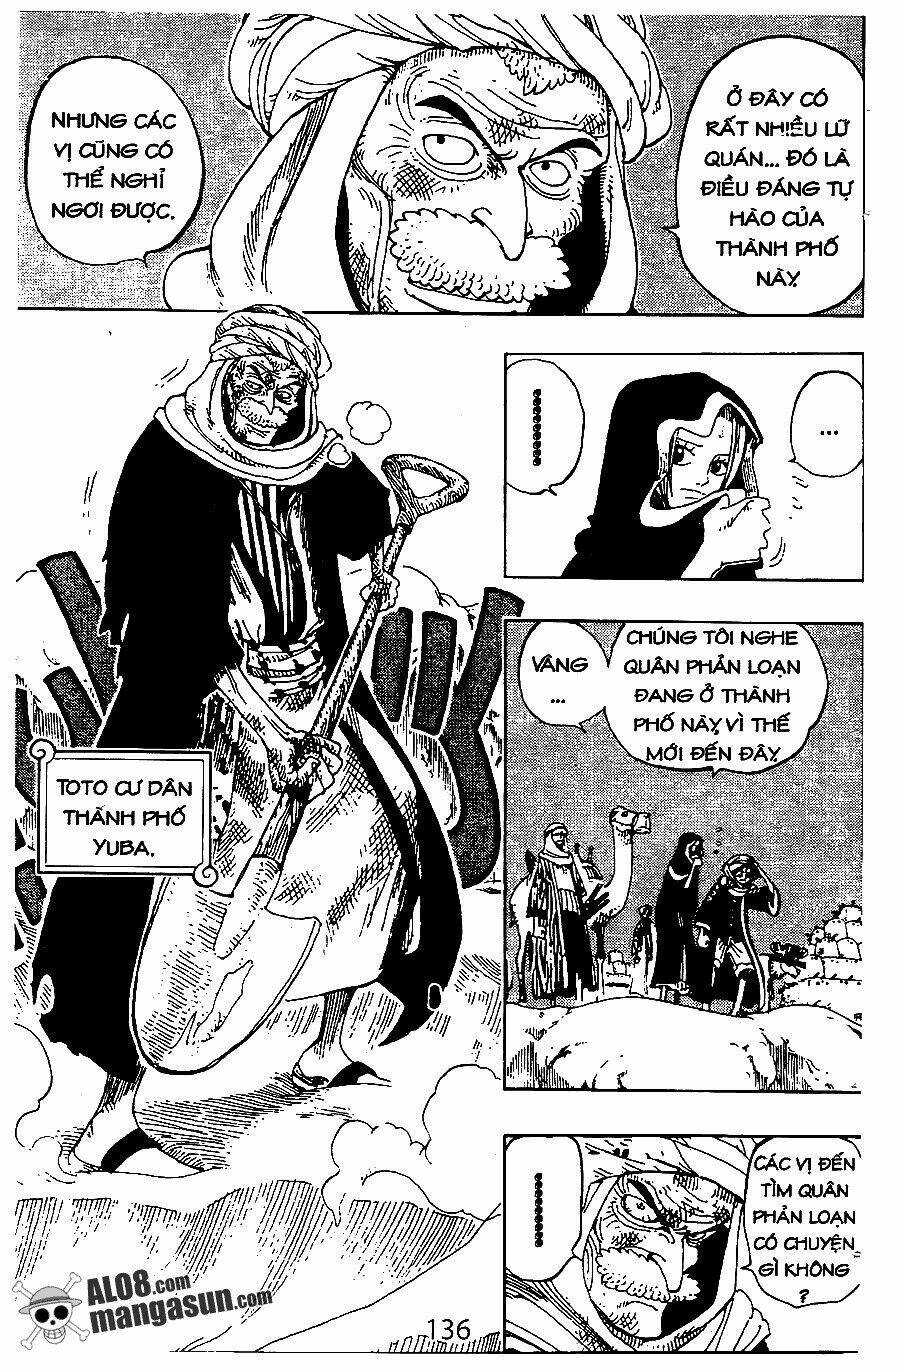 NHƯNG CÁC
VỊ CŨNG CÓ
THỂ NGHỈ
NGƠI ĐƯỢC.
Ở ĐÂY CÓ
RẤT NHIỀU LỮ
QUÁN... ĐÓ LÀ
ĐIỀU ĐÁNG TỰ
HÀO CỦA
THÀNH PHỐ
NÀY.
TOTO CƯ DÂN
THÀNH PHỐ
YUBA.
.........
...
VÂNG
...
CHÚNG TÔI NGHE
QUÂN PHẢN LOẠN
ĐANG Ở THÀNH
PHỐ NÀY, VÌ THẾ
MỚI ĐẾN ĐÂY.
.........
CÁC VỊ ĐẾN
TÌM QUÂN
PHẢN LOẠN
CÓ CHUYỆN
GÌ KHÔNG
?
ALO8.com
mangasun.com
136